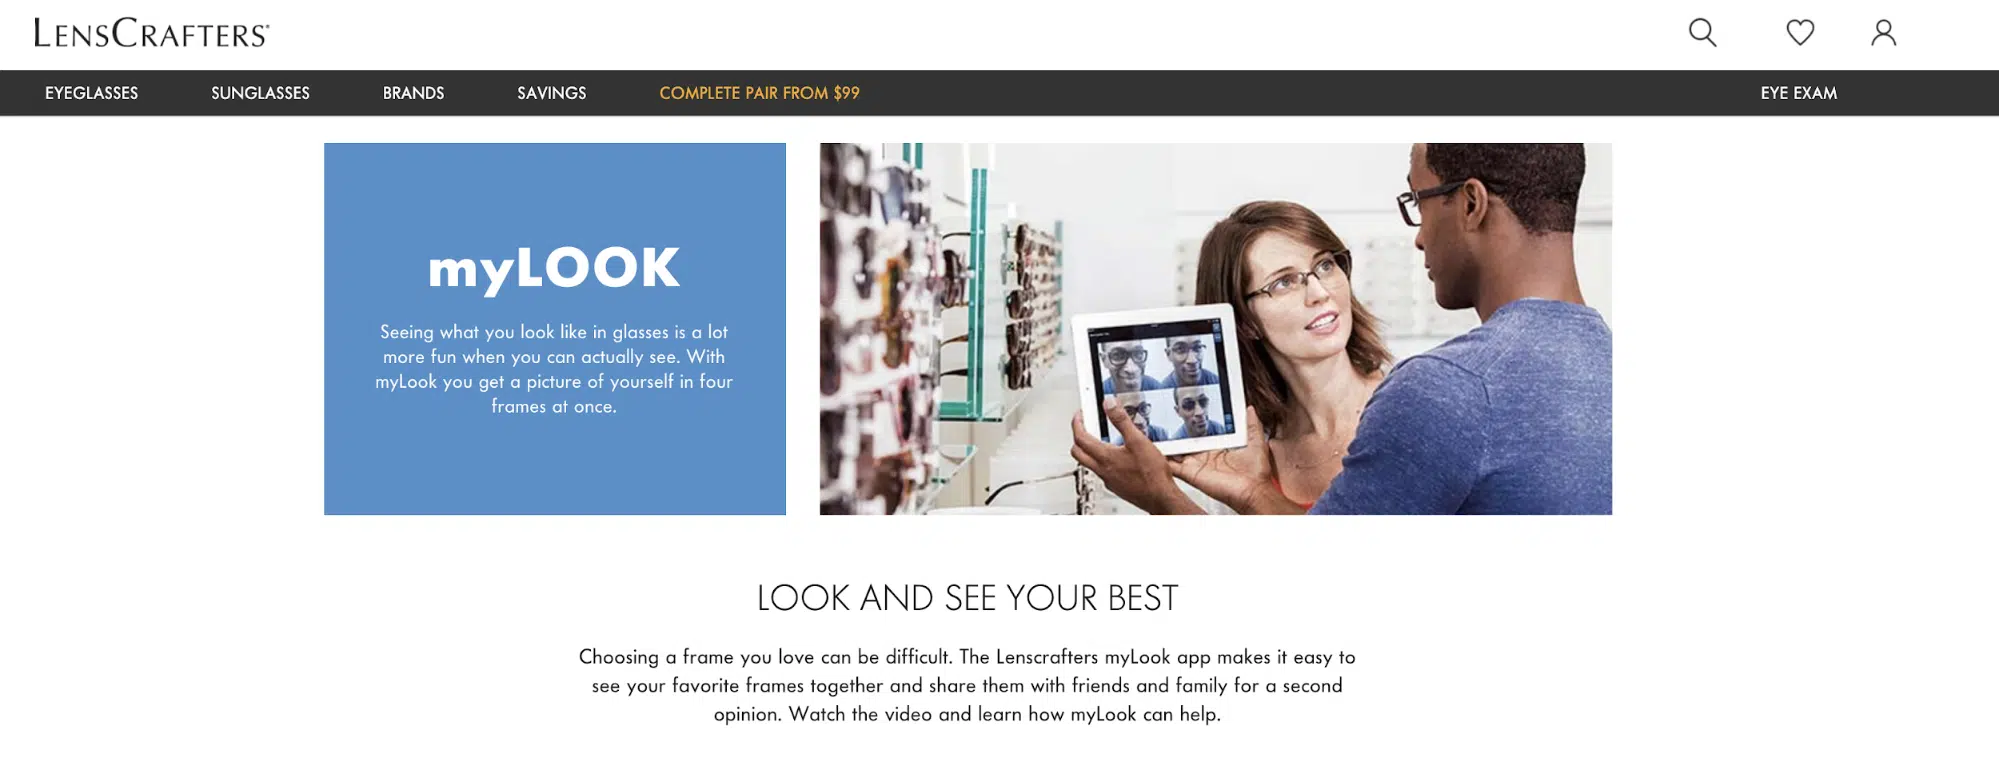 LENSCRAFTERS®
EYEGLASSES
SUNGLASSES
BRANDS
SAVINGS
COMPLETE PAIR FROM $99
EYE EXAM
myLOOK
Seeing what you look like in glasses is a lot
more fun when you can actually see. With
myLook you get a picture of yourself in four
frames at once.
LOOK AND SEE YOUR BEST
Choosing a frame you love can be difficult. The Lenscrafters myLook app makes it easy to
see your favorite frames together and share them with friends and family for a second
opinion. Watch the video and learn how myLook can help.